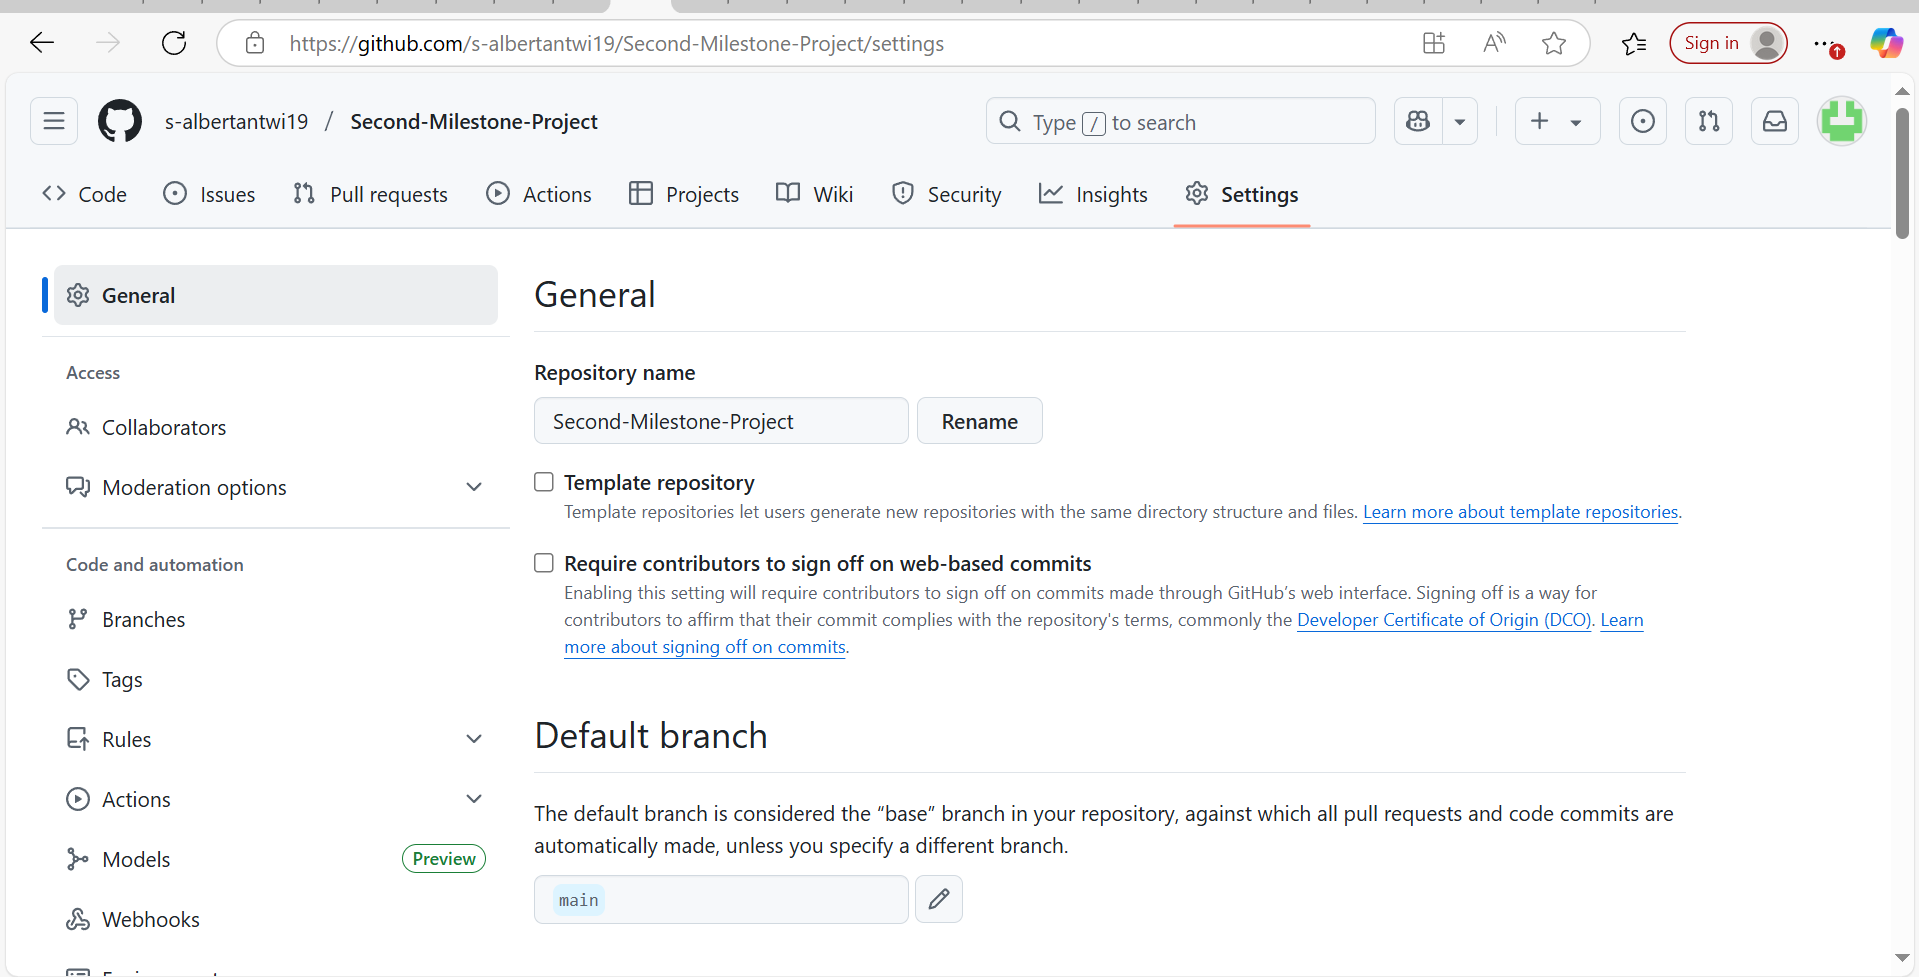 https://github.com/s-albertantwi19/Second-Milestone-Project/settings
Sign in
s-albertantwi19 / Second-Milestone-Project
Type / to search
Code
Issues
Pull requests
Actions
Projects
Wiki
Security
Insights
Settings
General
Access
Collaborators
Moderation options
Code and automation
Branches
Tags
Rules
Actions
Models
Preview
Webhooks
General
Repository name
Second-Milestone-Project
Rename
Template repository
Template repositories let users generate new repositories with the same directory structure and files. Learn more about template repositories.
Require contributors to sign off on web-based commits
Enabling this setting will require contributors to sign off on commits made through GitHub's web interface. Signing off is a way for
contributors to affirm that their commit complies with the repository's terms, commonly the Developer Certificate of Origin (DCO). Learn
more about signing off on commits.
Default branch
The default branch is considered the “base” branch in your repository, against which all pull requests and code commits are
automatically made, unless you specify a different branch.
main